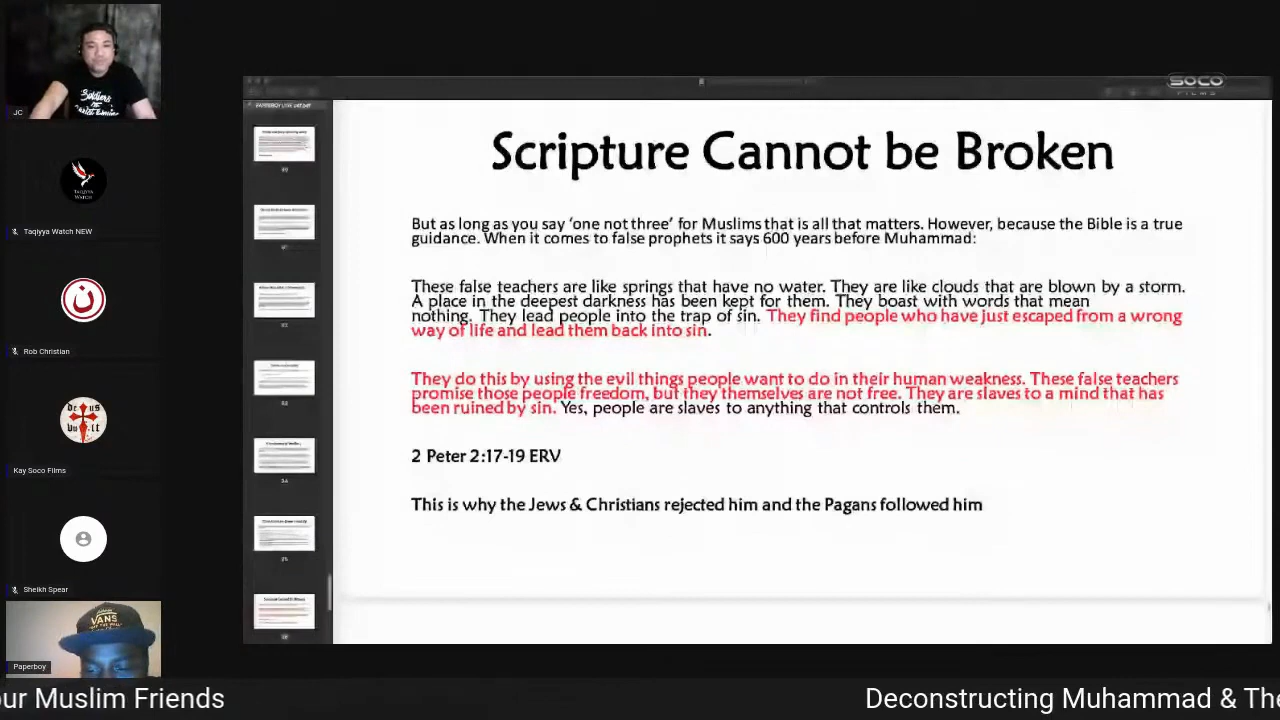 SOCO
FILMS
Scripture Cannot be Broken
But as long as you say ‘one not three’ for Muslims that is all that matters. However, because the Bible is a true
guidance. When it comes to false prophets it says 600 years before Muhammad:
These false teachers are like springs that have no water. They are like clouds that are blown by a storm.
A place in the deepest darkness has been kept for them. They boast with words that mean
nothing. They lead people into the trap of sin. They find people who have just escaped from a wrong
way of life and lead them back into sin.
They do this by using the evil things people want to do in their human weakness. These false teachers
promise those people freedom, but they themselves are not free. They are slaves to a mind that has
been ruined by sin. Yes, people are slaves to anything that controls them.
2 Peter 2:17-19 ERV
This is why the Jews & Christians rejected him and the Pagans followed him
Soldiers
JC
TAQIYYA
WATCH
Taqiyya Watch NEW
ن
Rob Christian
de us
vu lt
Kay Soco Films
Sheikh Spear
VANS
Paperboy
our Muslim Friends
Deconstructing Muhammad & The